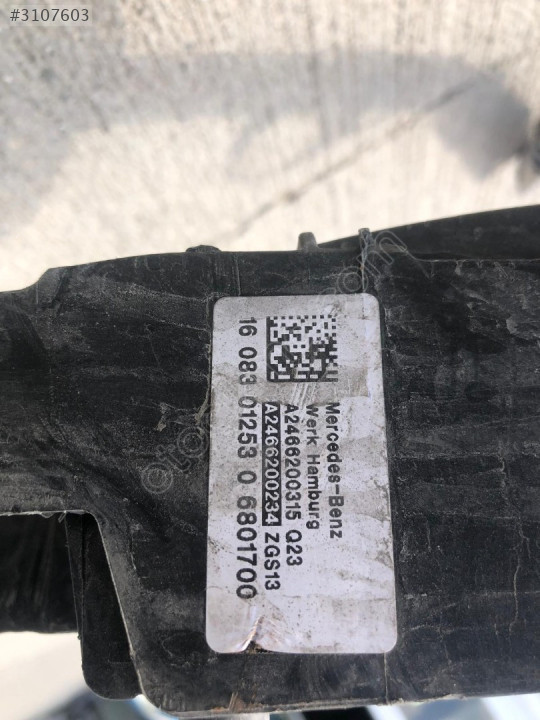 #3107603
Mercedes-Benz
Werk Hamburg
A2466200315 Q23
A2466200234 ZGS13
16 083 01253 0 6801700